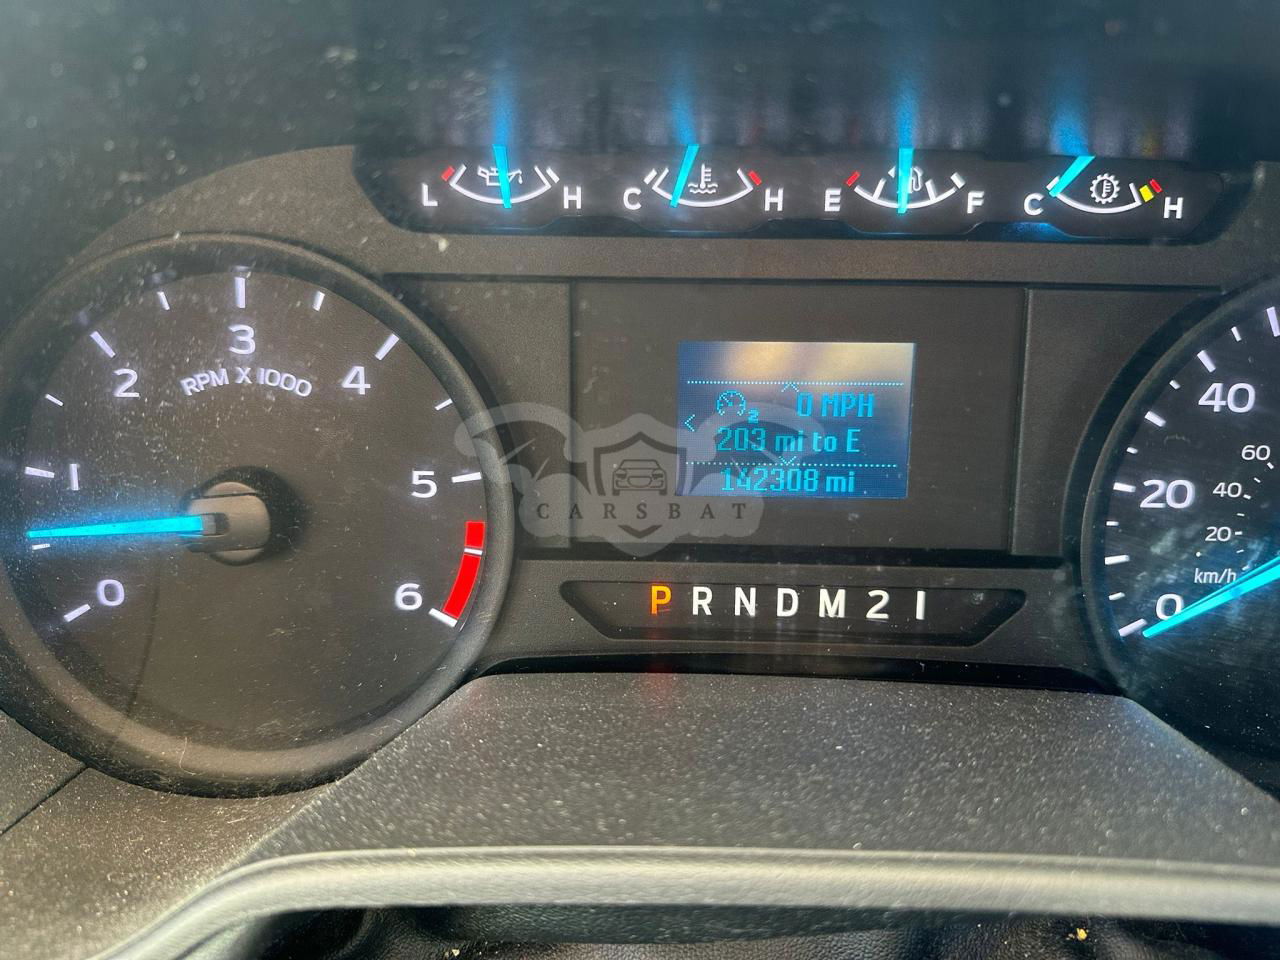 L H C H E F C H
RPM X 1000
0 1 2 3 4 5 6
2 0 MPH
203 mi to E
142308 mi
CARSBAT
P R N D M 2 1
0 20 40
20 40 60
km/h